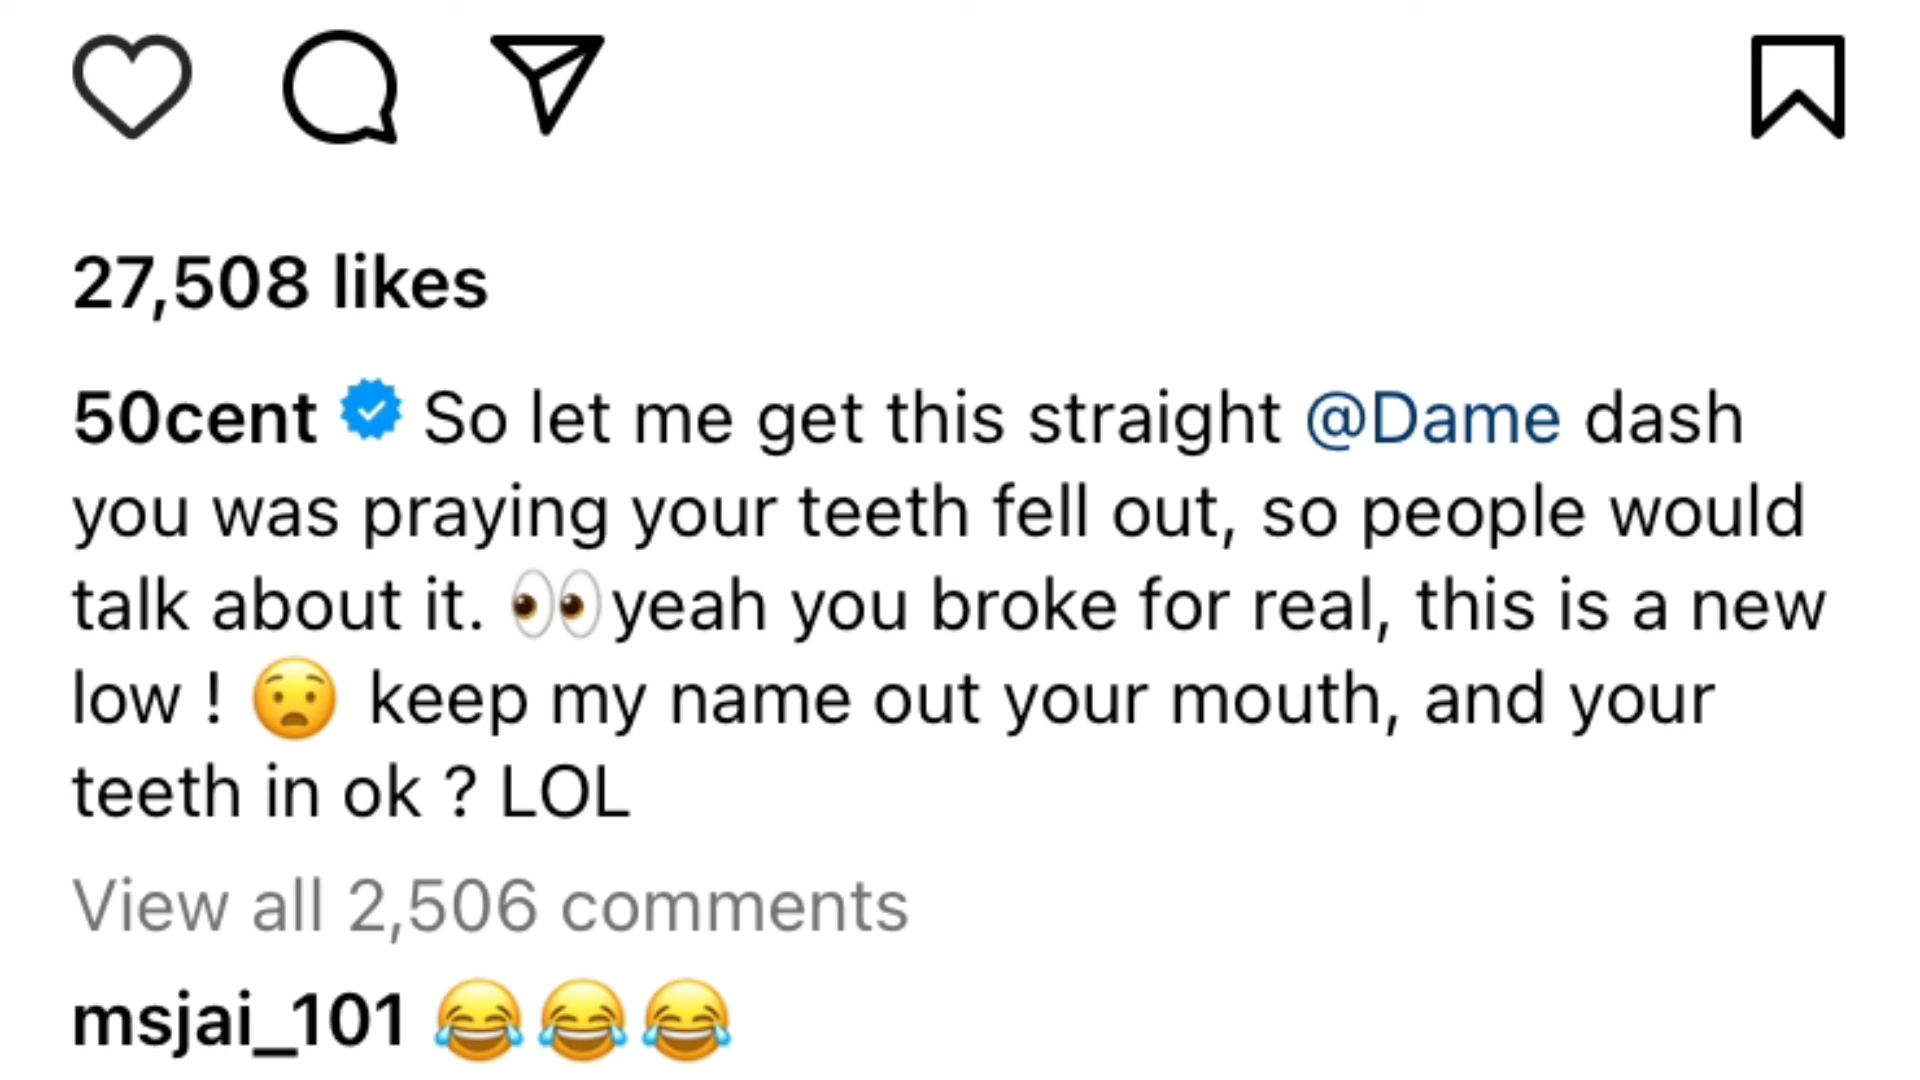 27,508 likes
50cent So let me get this straight @Dame dash
you was praying your teeth fell out, so people would
talk about it. 👀yeah you broke for real, this is a new
low ! 😧 keep my name out your mouth, and your
teeth in ok ? LOL
View all 2,506 comments
msjai_101 😂😂😂